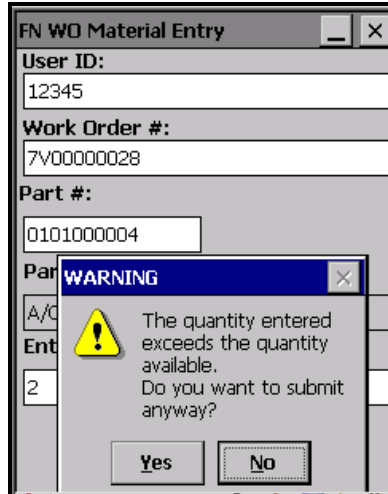 FN WO Material Entry
User ID:
12345
Work Order #:
7V00000028
Part #:
0101000004
WARNING
The quantity entered
exceeds the quantity
available.
Do you want to submit
anyway?
2
Yes
No